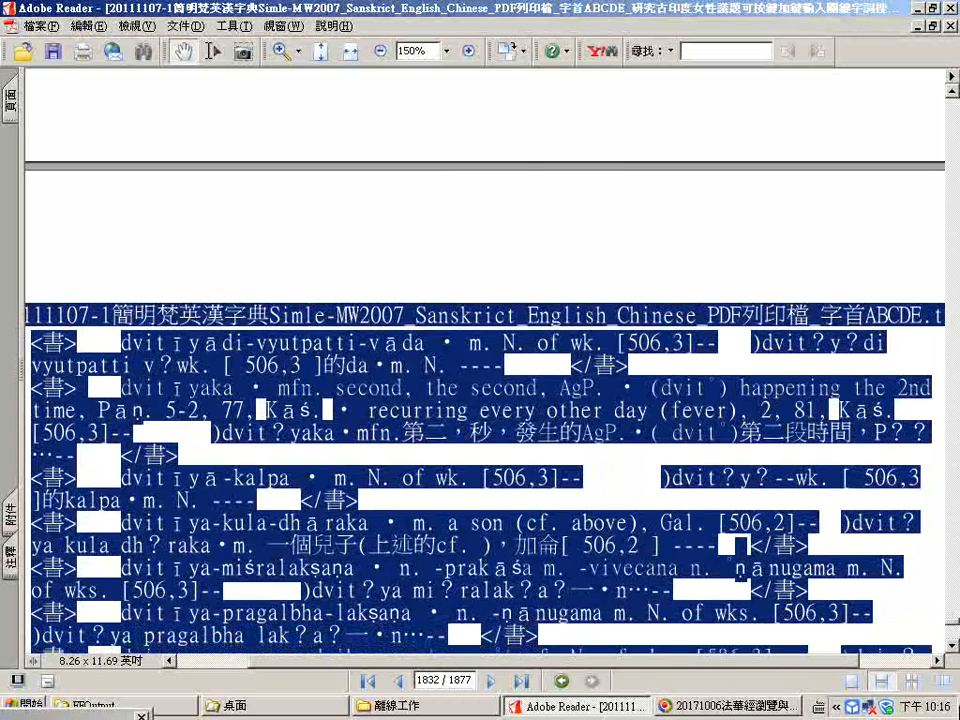 Adobe Reader - [20111107-1簡明梵英漢字典Simle-MW2007_Sanskrict_English_Chinese_PDF列印檔_字首ABCDE_研究古印度女性議題可按鍵加鍵輸入關鍵字詞搜...
檔案(F) 編輯(E) 檢視(V) 文件(D) 工具(T) 視窗(W) 說明(H)
150% 尋找:
頁面
111107-1簡明梵英漢字典Simle-MW2007_Sanskrict_English_Chinese_PDF列印檔_字首ABCDE.t
<書> dvitīyādi-vyutpatti-vāda • m. N. of wk. [506,3]-- )dvit?y?di
vyutpatti v?wk. [ 506,3 ]的da•m. N. ---- </書>
<書> dvitīyaka • mfn. second, the second, AgP. • (dvit°) happening the 2nd
time, Pāṇ. 5-2, 77, Kāś. • recurring every other day (fever), 2, 81, Kāś.
[506,3]-- )dvit?yaka•mfn.第二，秒，發生的AgP.•( dvit°)第二段時間，P??
…-- </書>
<書> dvitīyā-kalpa • m. N. of wk. [506,3]-- )dvit?y?--wk. [ 506,3
]的kalpa•m. N. ---- </書>
<書> dvitīya-kula-dhāraka • m. a son (cf. above), Gal. [506,2]-- )dvit?
ya kula dh?raka•m. 一個兒子(上述的cf. )，加侖[ 506,2 ] ---- </書>
<書> dvitīya-miśralakṣaṇa • n. -prakāśa m. -vivecana n. °ṇānugama m. N.
of wks. [506,3]-- )dvit?ya mi?ralak?a?一•n…-- </書>
<書> dvitīya-pragalbha-lakṣaṇa • n. -ṇānugama m. N. of wks. [506,3]--
)dvit?ya pragalbha lak?a?一•n…-- </書>
附件
註釋
8.26 x 11.69 英吋
1832 / 1877
開始 FFOutput 桌面 離線工作 Adobe Reader - [201111... 20171006法華經瀏覽與... 下午 10:16